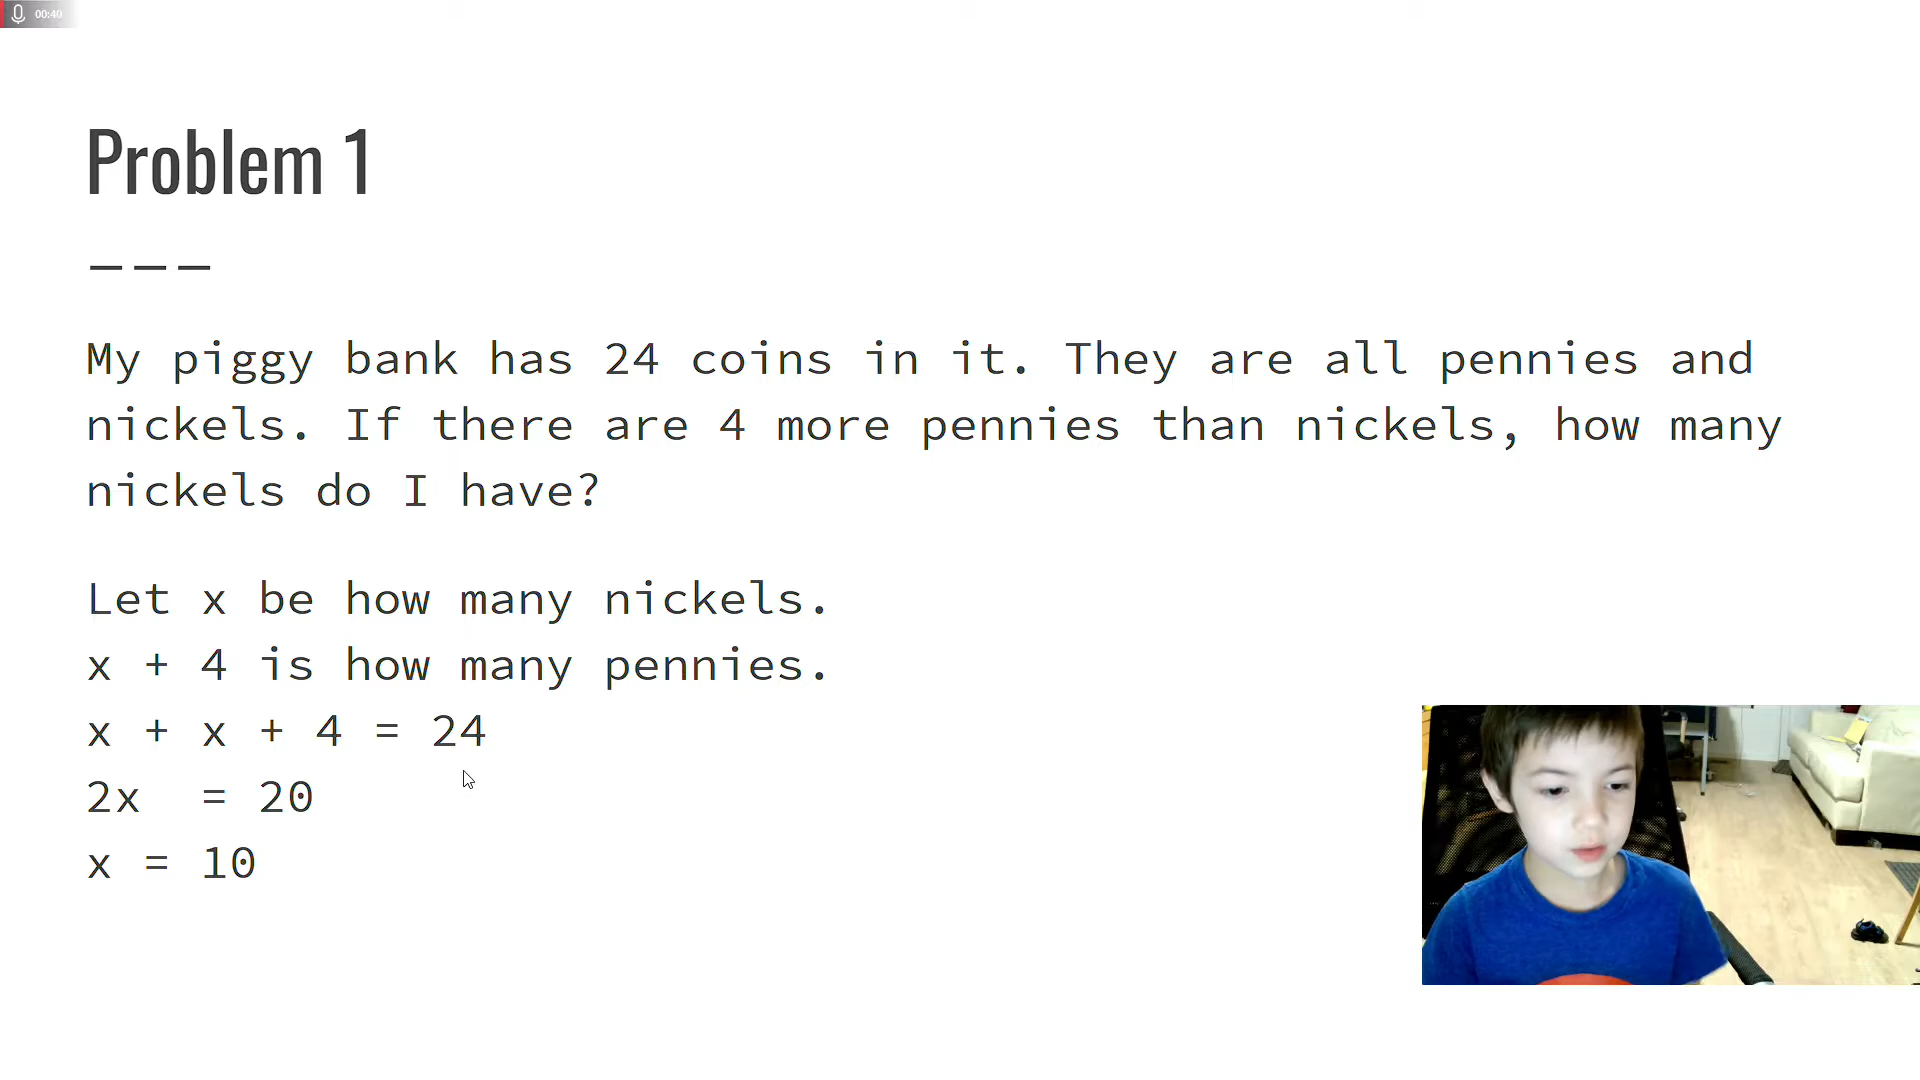 00:40
Problem 1
My piggy bank has 24 coins in it. They are all pennies and
nickels. If there are 4 more pennies than nickels, how many
nickels do I have?
Let x be how many nickels.
x + 4 is how many pennies.
x + x + 4 = 24
2x = 20
x = 10